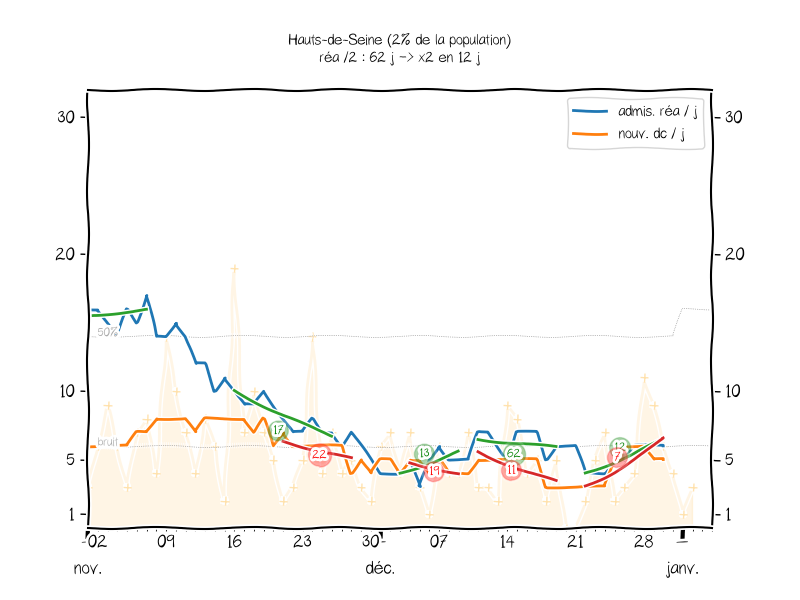 Hauts-de-Seine (2% de la population)
réa /2 : 62 j -> x2 en 12 j
admis. réa / j
nouv. dc / j
30
30
20
20
50%
10
10
17
22
bruit
13
19
62
11
12
7
5
5
1
1
02 09 16 23 30 07 14 21 28
nov. déc. janv.